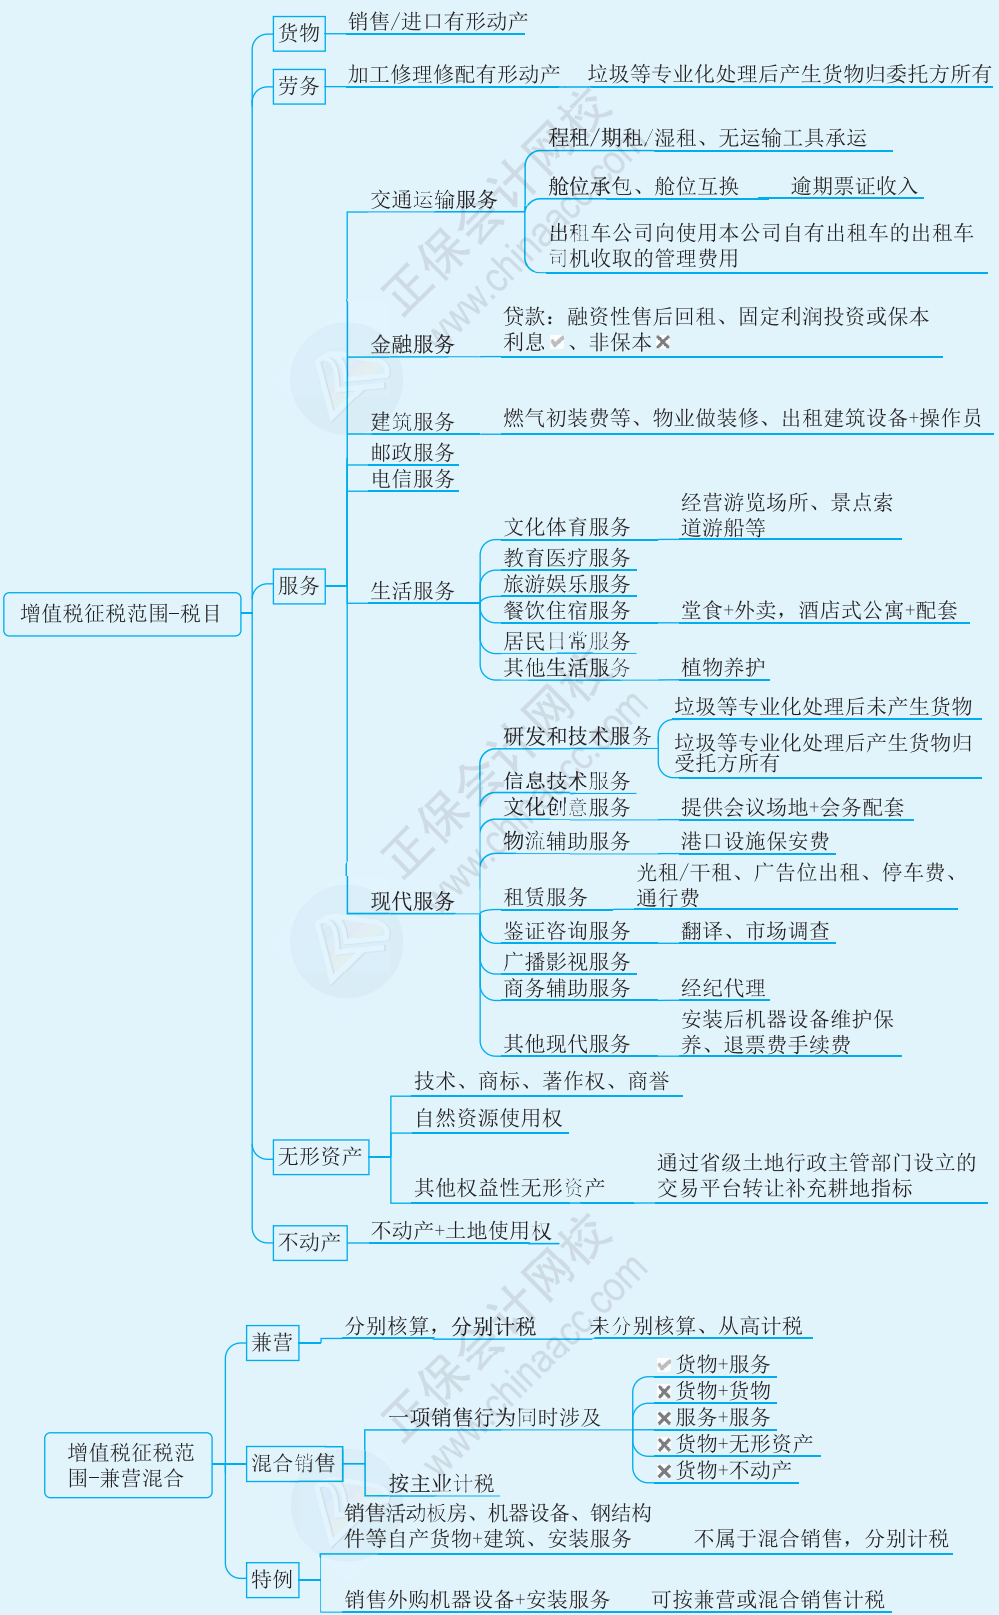 货物
销售/进口有形动产
劳务
加工修理修配有形动产
垃圾等专业化处理后产生货物归委托方所有
增值税征税范围-税目
服务
交通运输服务
程租/期租/湿租、无运输工具承运
舱位承包、舱位互换
逾期票证收入
出租车公司向使用本公司自有出租车的出租车
司机收取的管理费用
金融服务
贷款：融资性售后回租、固定利润投资或保本
利息✔、非保本✖
建筑服务
燃气初装费等、物业做装修、出租建筑设备+操作员
邮政服务
电信服务
生活服务
文化体育服务
经营游览场所、景点索
道游船等
教育医疗服务
旅游娱乐服务
餐饮住宿服务
堂食+外卖，酒店式公寓+配套
居民日常服务
其他生活服务
植物养护
现代服务
研发和技术服务
垃圾等专业化处理后未产生货物
垃圾等专业化处理后产生货物归
受托方所有
信息技术服务
文化创意服务
提供会议场地+会务配套
物流辅助服务
港口设施保安费
租赁服务
光租/干租、广告位出租、停车费、
通行费
鉴证咨询服务
翻译、市场调查
广播影视服务
商务辅助服务
经纪代理
其他现代服务
安装后机器设备维护保
养、退票费手续费
无形资产
技术、商标、著作权、商誉
自然资源使用权
其他权益性无形资产
通过省级土地行政主管部门设立的
交易平台转让补充耕地指标
不动产
不动产+土地使用权
增值税征税范
围-兼营混合
兼营
分别核算，分别计税
未分别核算、从高计税
混合销售
一项销售行为同时涉及
✔货物+服务
✖货物+货物
✖服务+服务
✖货物+无形资产
✖货物+不动产
按主业计税
特例
销售活动板房、机器设备、钢结构
件等自产货物+建筑、安装服务
不属于混合销售，分别计税
销售外购机器设备+安装服务
可按兼营或混合销售计税
正保会计网校
www.chinaacc.com
正保会计网校
www.chinaacc.com
正保会计网校
www.chinaacc.com